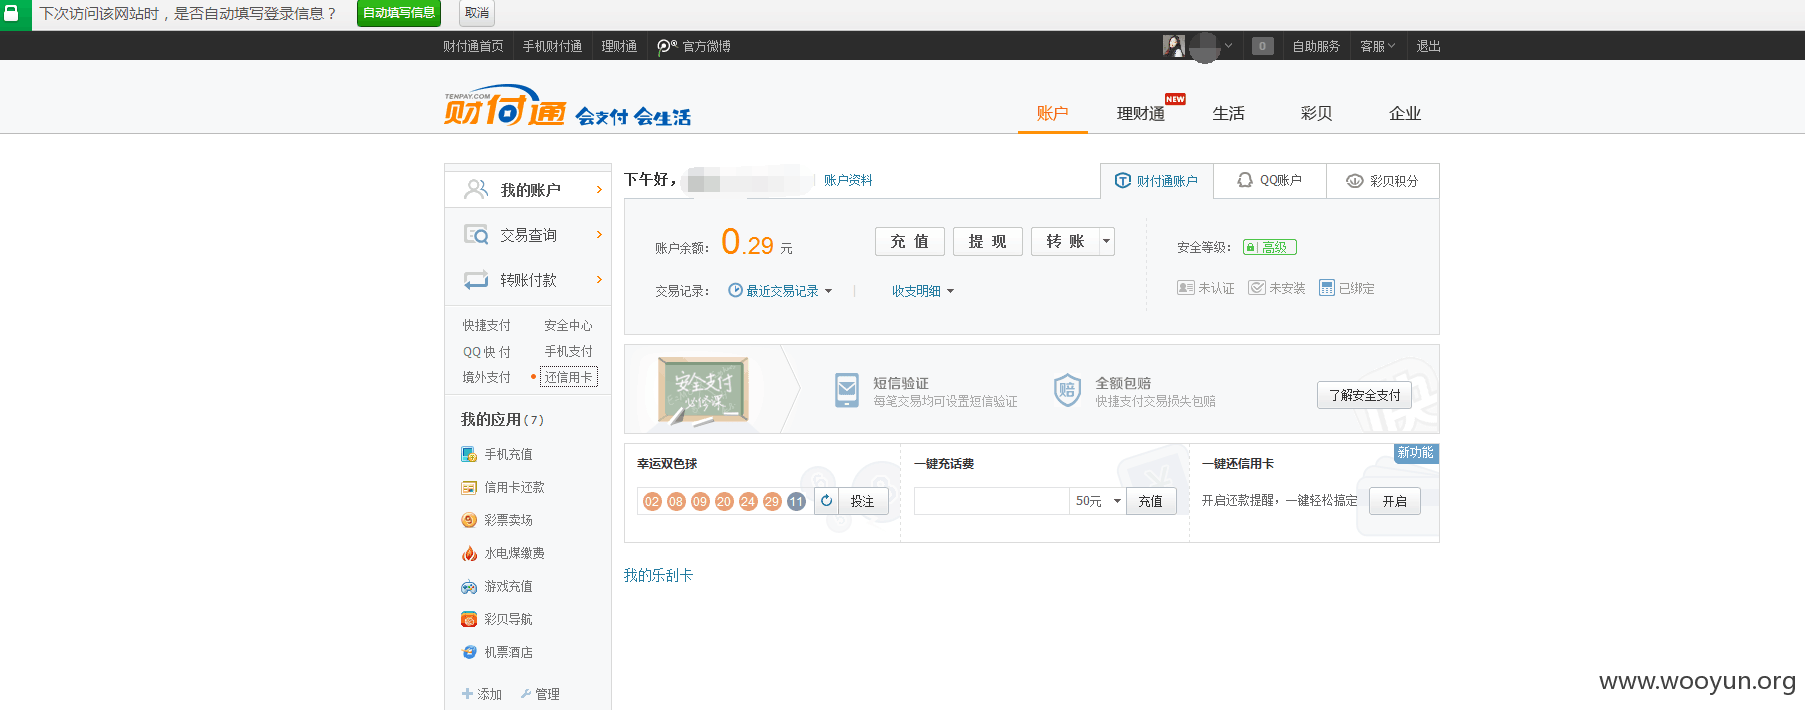 下次访问该网站时，是否自动填写登录信息？ 自动填写信息 取消
财付通首页 手机财付通 理财通 官方微博 0 自助服务 客服 退出
TENPAY.COM
财付通 会支付 会生活
账户 理财通 NEW 生活 彩贝 企业
我的账户
交易查询
转账付款
快捷支付 安全中心
QQ快付 手机支付
境外支付 还信用卡
我的应用(7)
手机充值
信用卡还款
彩票卖场
水电煤缴费
游戏充值
彩贝导航
机票酒店
添加 管理
下午好， 账户资料
财付通账户 QQ账户 彩贝积分
账户余额： 0.29 元 充 值 提 现 转 账
交易记录： 最近交易记录 收支明细
安全等级： 高级
未认证 未安装 已绑定
安全支付
必修课
短信验证
每笔交易均可设置短信验证
全额包赔
快捷支付交易损失包赔
赔
了解安全支付
快
幸运双色球
02 08 09 20 24 29 11 投注
一键充话费
50元 充值
一键还信用卡 新功能
开启还款提醒，一键轻松搞定 开启
我的乐刮卡
www.wooyun.org